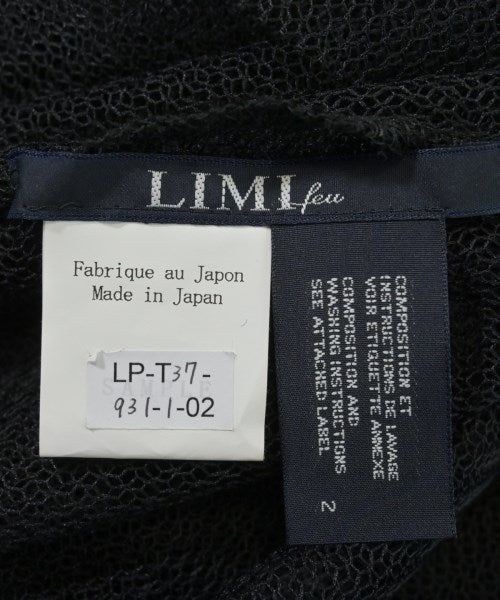 LIMI feu
Fabrique au Japon
Made in Japan
SAMPLE
LP-T37-
931-1-02
COMPOSITION ET
INSTRUCTIONS DE LAVAGE
VOIR ETIQUETTE ANNEXE
COMPOSITION AND
WASHING INSTRUCTIONS
SEE ATTACHED LABEL
2